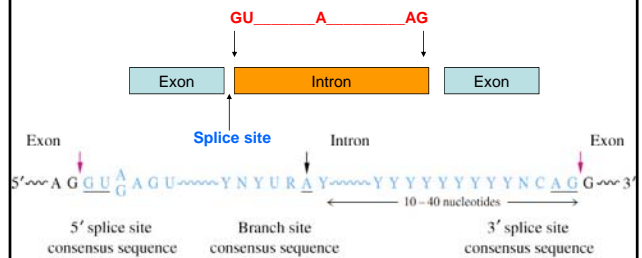 GU______A________AG
Exon Intron Exon
Splice site
Exon Intron Exon
5′ A G G U A G A G U Y N Y U R A Y Y Y Y Y Y Y Y Y Y N C A G G 3′
10 – 40 nucleotides
5′ splice site Branch site 3′ splice site
consensus sequence consensus sequence consensus sequence